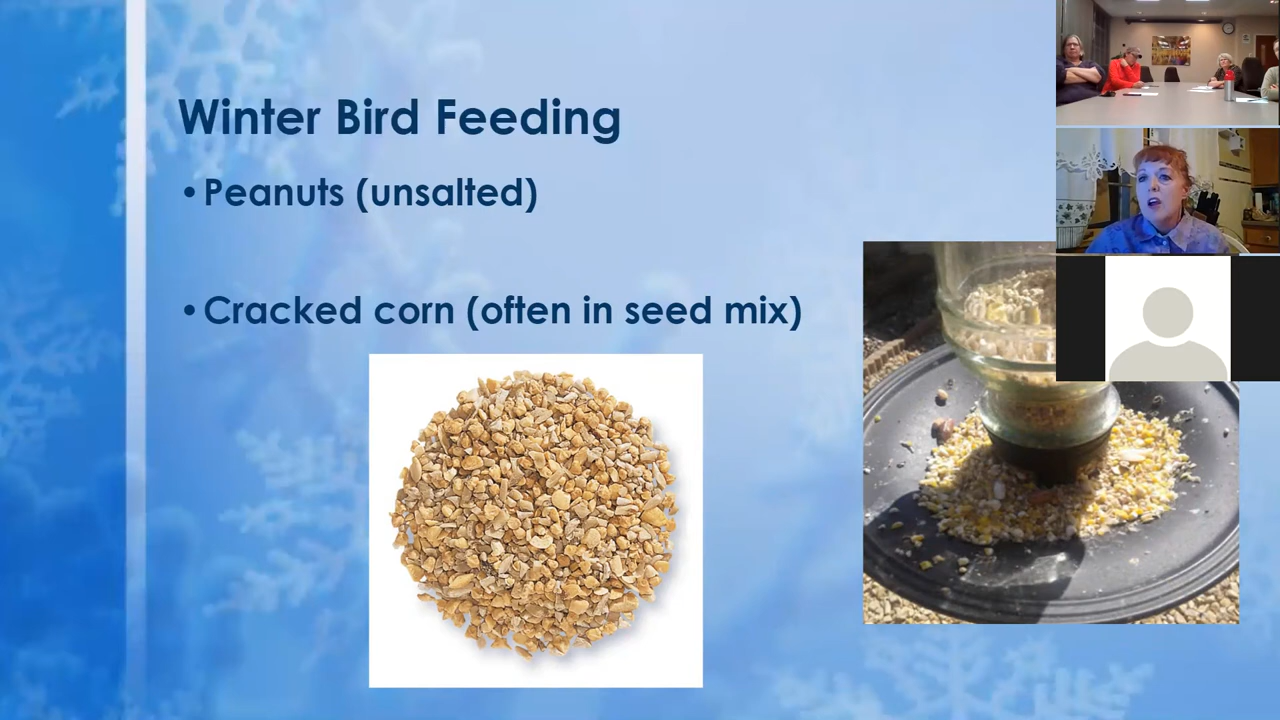 Winter Bird Feeding
• Peanuts (unsalted)
• Cracked corn (often in seed mix)